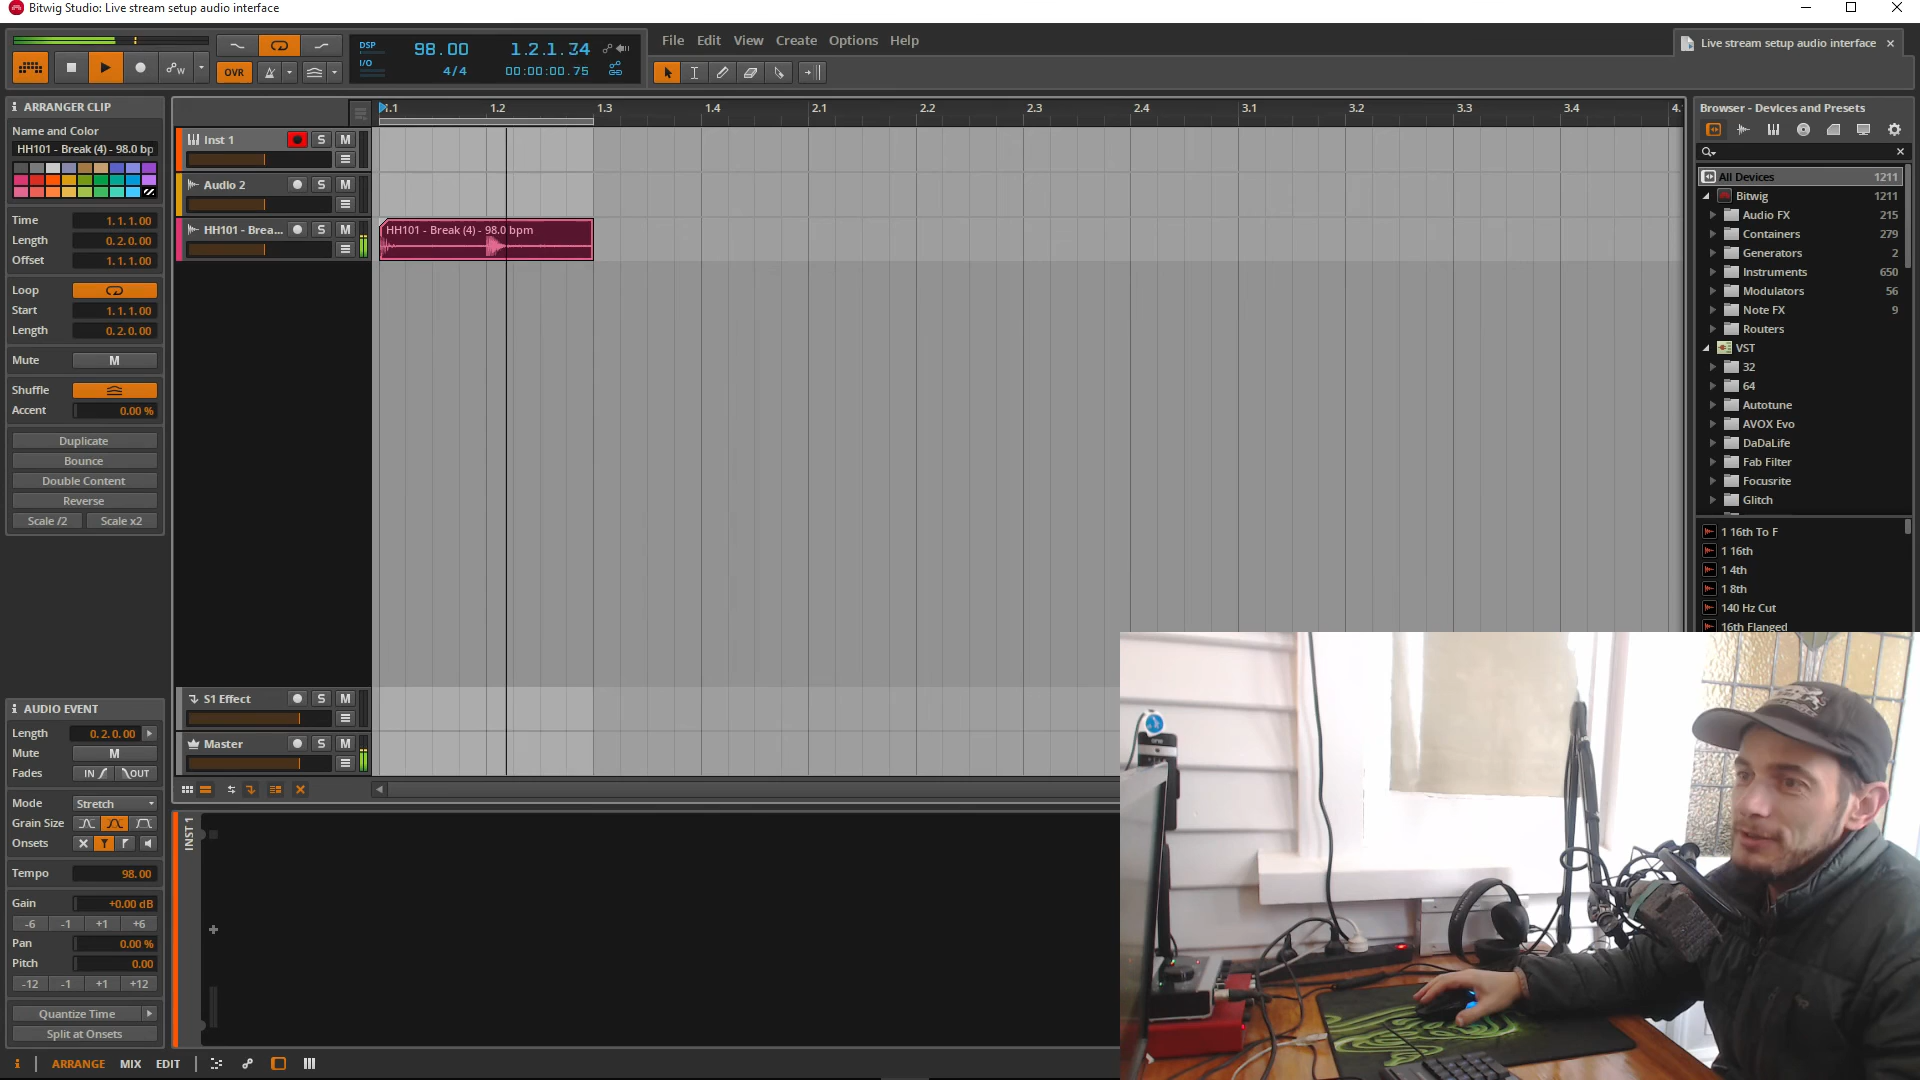 Bitwig Studio: Live stream setup audio interface
File Edit View Create Options Help
Live stream setup audio interface
DSP
I/O
98.00
4/4
1.2.1.34
00:00:00.75
W
OVR
ARRANGER CLIP
Name and Color
HH101 - Break (4) - 98.0 bp
Time 1.1.1.00
Length 0.2.0.00
Offset 1.1.1.00
Loop
Start 1.1.1.00
Length 0.2.0.00
Mute M
Shuffle
Accent 0.00 %
Duplicate
Bounce
Double Content
Reverse
Scale /2 Scale x2
AUDIO EVENT
Length 0.2.0.00
Mute M
Fades IN OUT
Mode Stretch
Grain Size
Onsets
Tempo 98.00
Gain +0.00 dB
-6 -1 +1 +6
Pan 0.00 %
Pitch 0.00
-12 -1 +1 +12
Quantize Time
Split at Onsets
ARRANGE MIX EDIT
1.1 1.2 1.3 1.4 2.1 2.2 2.3 2.4 3.1 3.2 3.3 3.4 4.
Inst 1 S M
Audio 2 S M
HH101 - Brea... S M
HH101 - Break (4) - 98.0 bpm
S1 Effect S M
Master S M
INST 1
Browser - Devices and Presets
All Devices 1211
Bitwig 1211
Audio FX 215
Containers 279
Generators 2
Instruments 650
Modulators 56
Note FX 9
Routers
VST
32
64
Autotune
AVOX Evo
DaDaLife
Fab Filter
Focusrite
Glitch
1 16th To F
1 16th
1 4th
1 8th
140 Hz Cut
16th Flanged